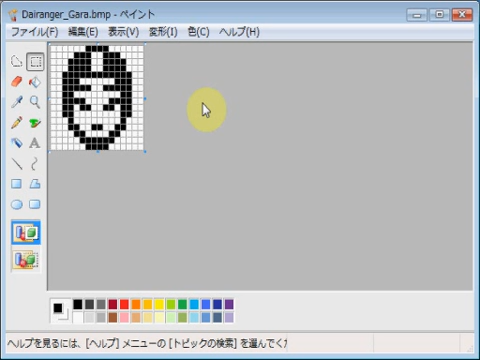 Dairanger_Gara.bmp - ペイント
ファイル(F) 編集(E) 表示(V) 変形(I) 色(C) ヘルプ(H)
ヘルプを見るには、[ヘルプ] メニューの [トピックの検索] を選んでくだ